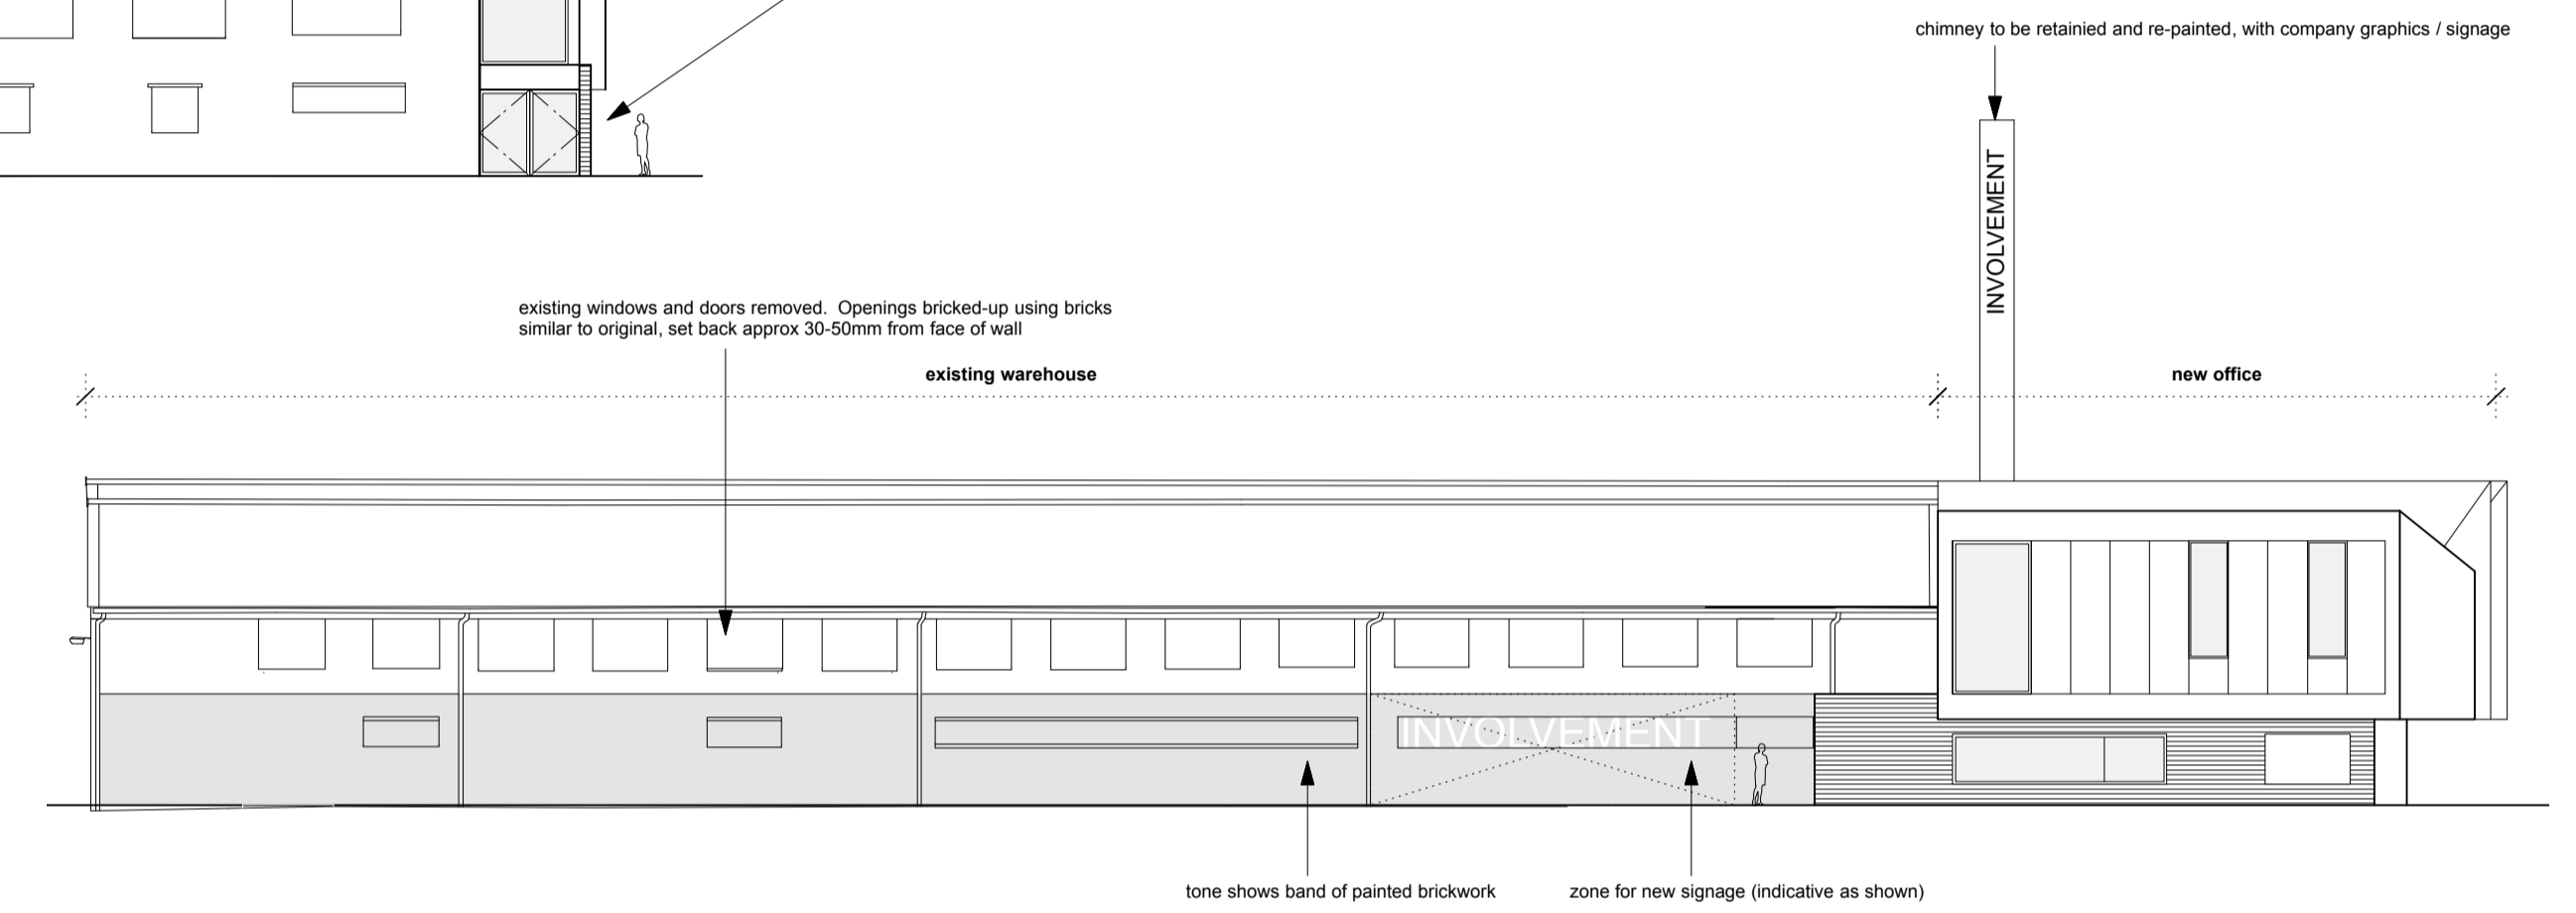 chimney to be retainied and re-painted, with company graphics / signage
INVOLVEMENT
existing windows and doors removed.  Openings bricked-up using bricks
similar to original, set back approx 30-50mm from face of wall
existing warehouse
new office
INVOLVEMENT
tone shows band of painted brickwork
zone for new signage (indicative as shown)